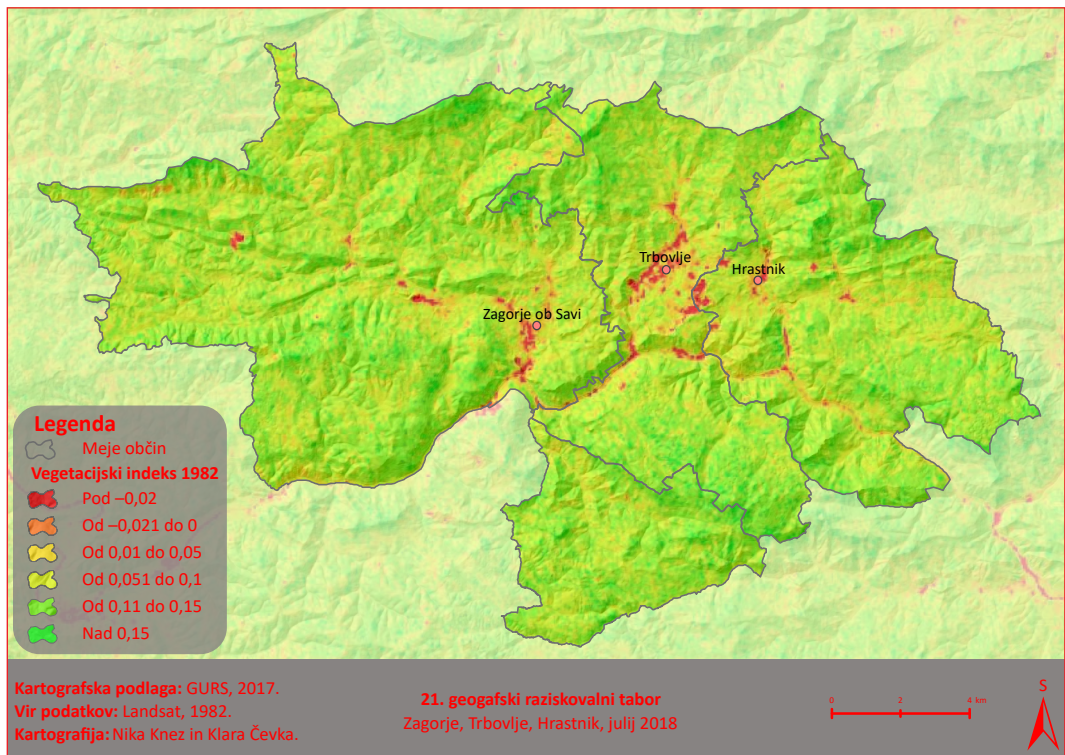 Trbovlje
Hrastnik
Zagorje ob Savi
Legenda
Meje občin
Vegetacijski indeks 1982
Pod –0,02
Od –0,021 do 0
Od 0,01 do 0,05
Od 0,051 do 0,1
Od 0,11 do 0,15
Nad 0,15
Kartografska podlaga: GURS, 2017.
Vir podatkov: Landsat, 1982.
Kartografija: Nika Knez in Klara Čevka.
21. geogafski raziskovalni tabor
Zagorje, Trbovlje, Hrastnik, julij 2018
0 2 4 km
S